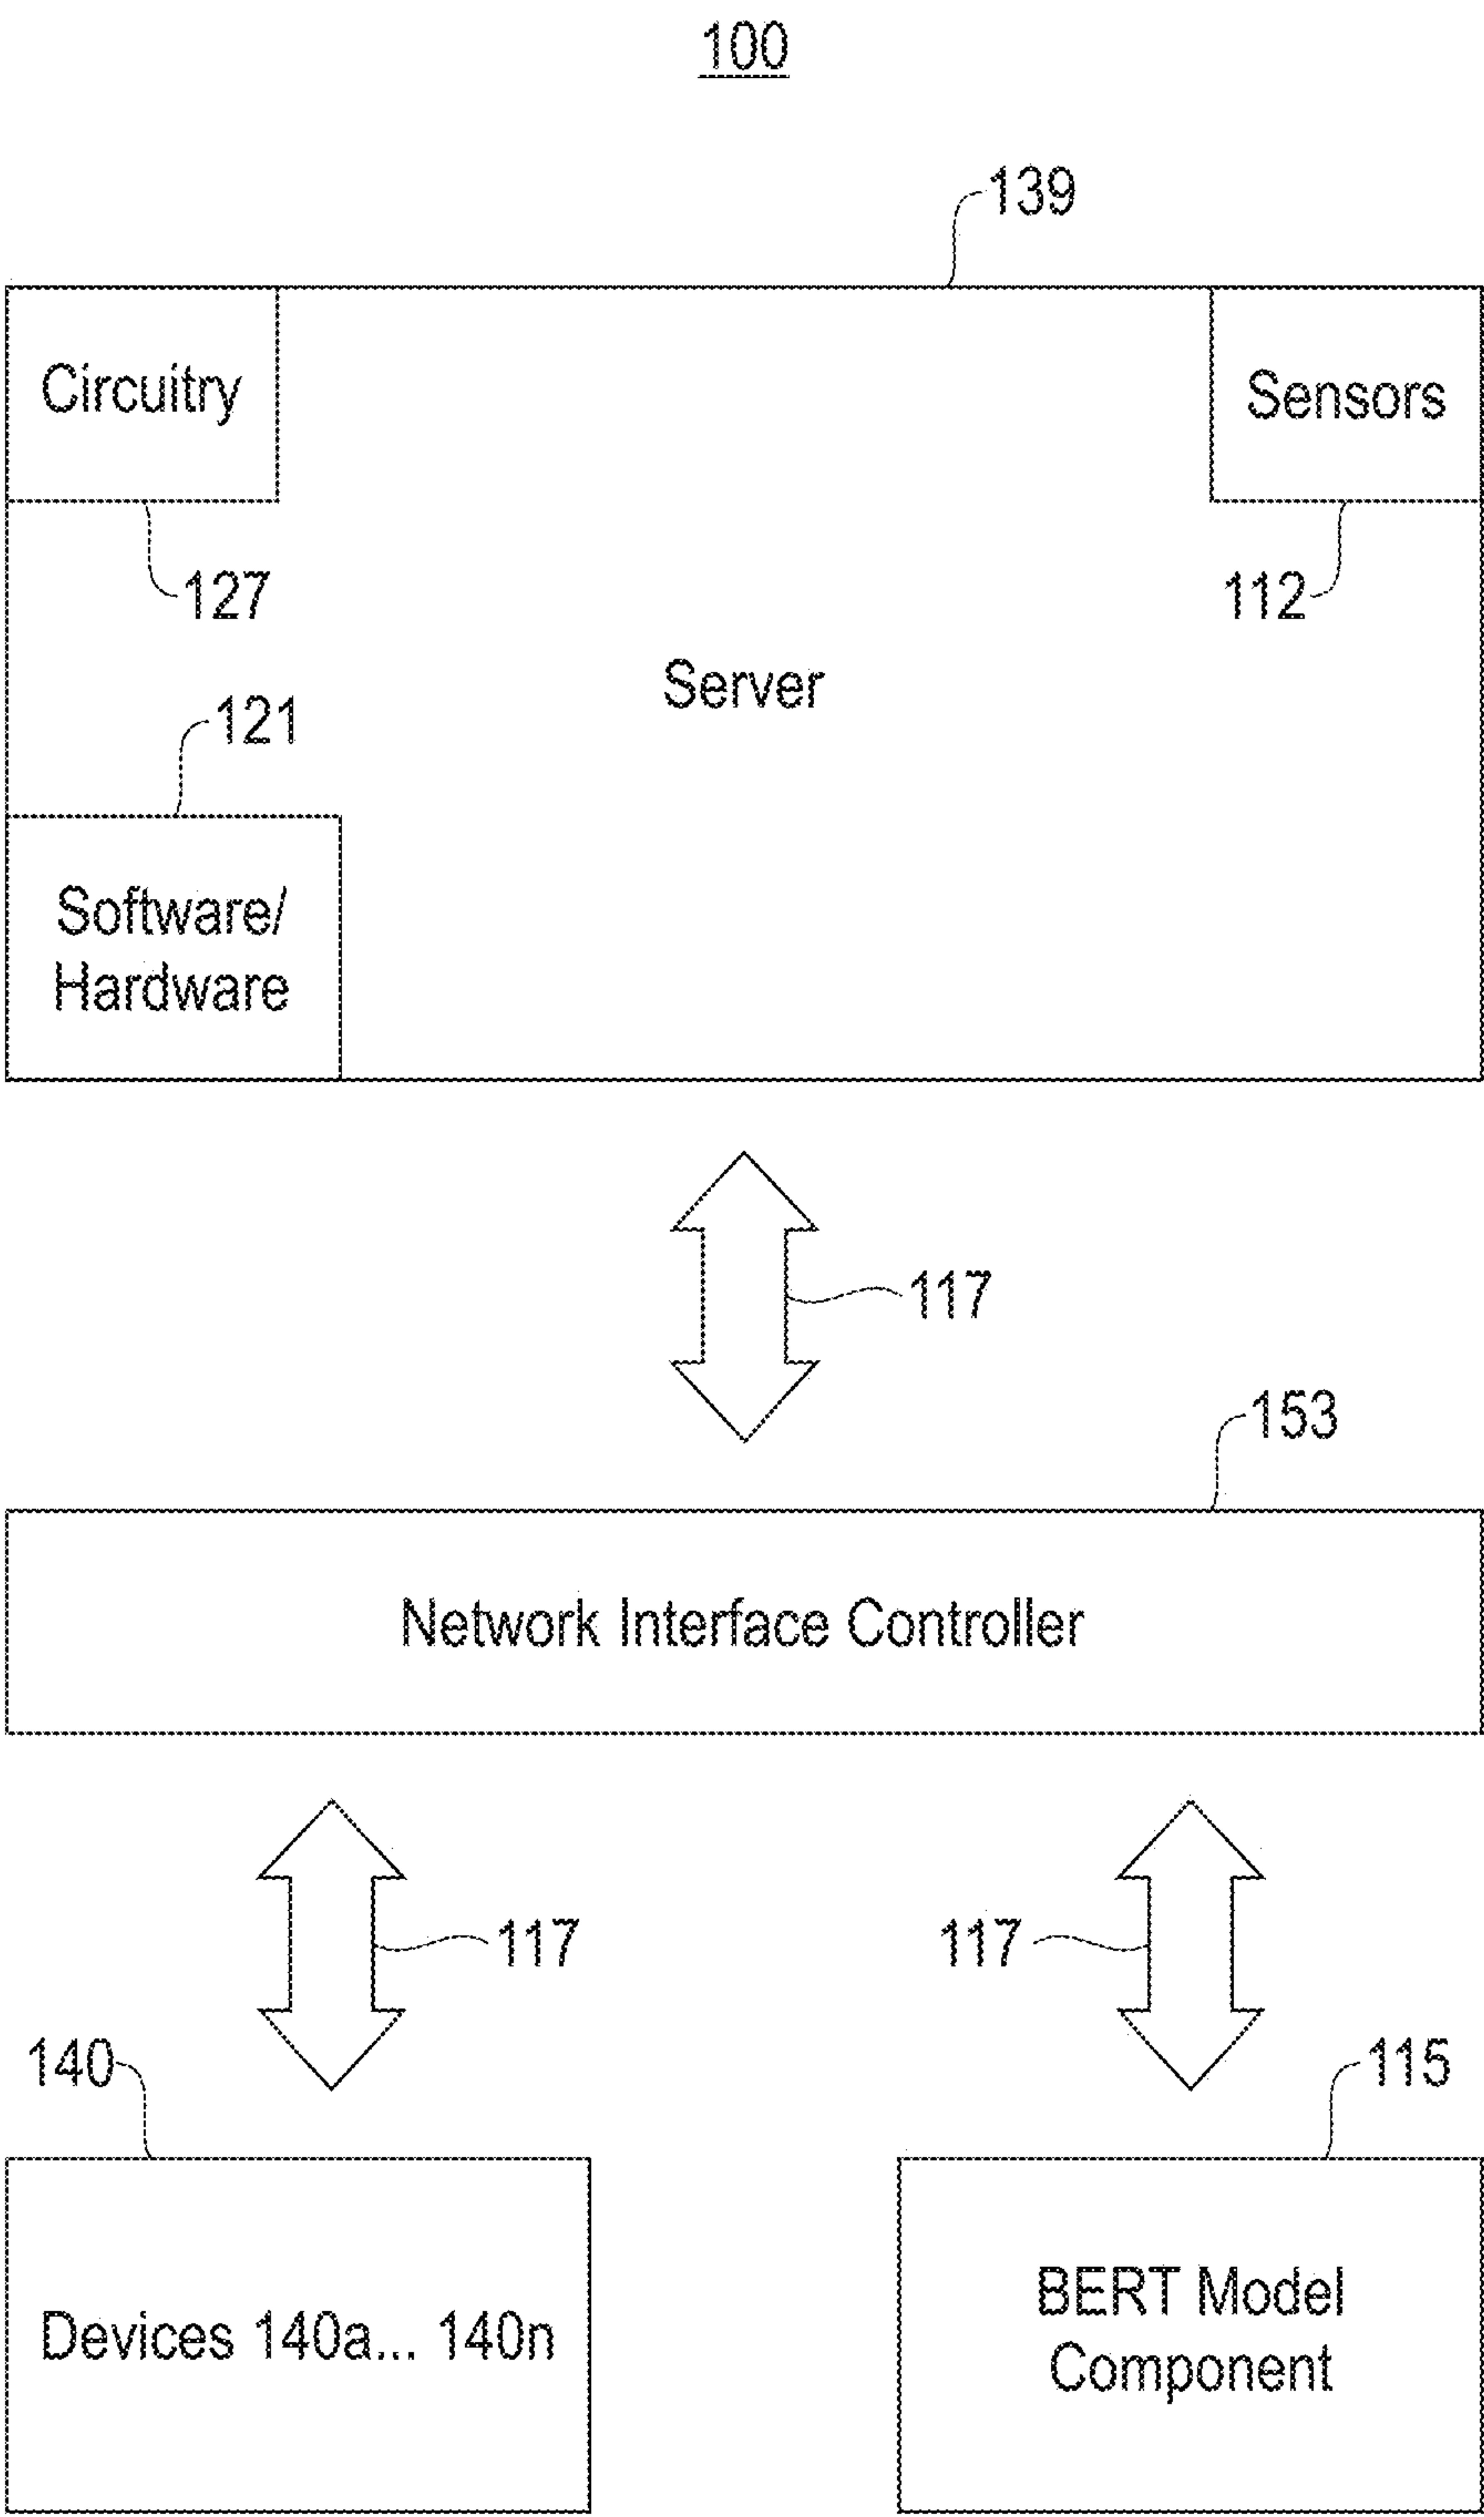 100
139
Circuitry
Sensors
127
112
Server
121
Software/
Hardware
117
153
Network Interface Controller
117
117
140
115
Devices 140a... 140n
BERT Model
Component